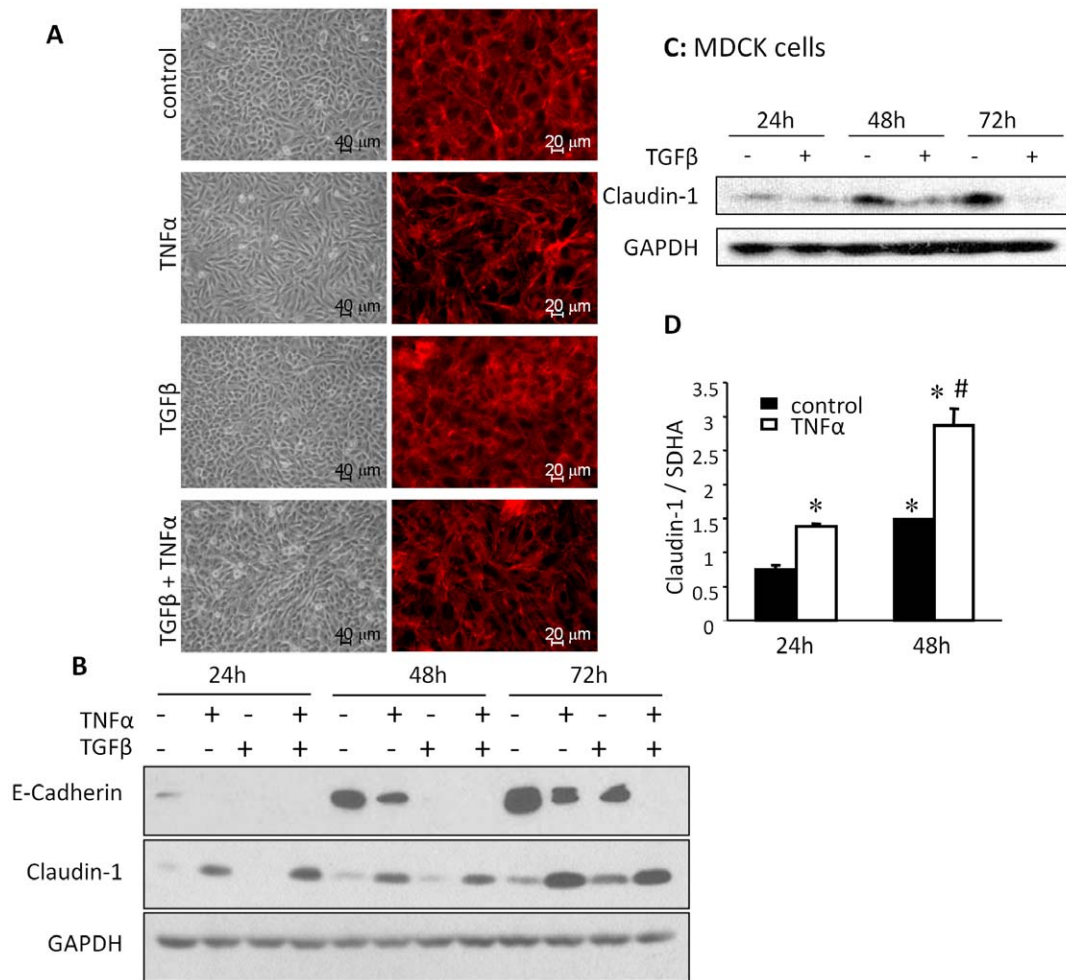 A
control
40 μm
20 μm
TNFα
40 μm
20 μm
TGFβ
40 μm
20 μm
TGFβ + TNFα
40 μm
20 μm
B
24h 48h 72h
TNFα - + - + - + - + - + - +
TGFβ - - + + - - + + - - + +
E-Cadherin
Claudin-1
GAPDH
C: MDCK cells
24h 48h 72h
TGFβ - + - + - +
Claudin-1
GAPDH
D
Claudin-1 / SDHA
3.5
3
2.5
2
1.5
1
0.5
0
control
TNFα
*
*
* #
24h 48h